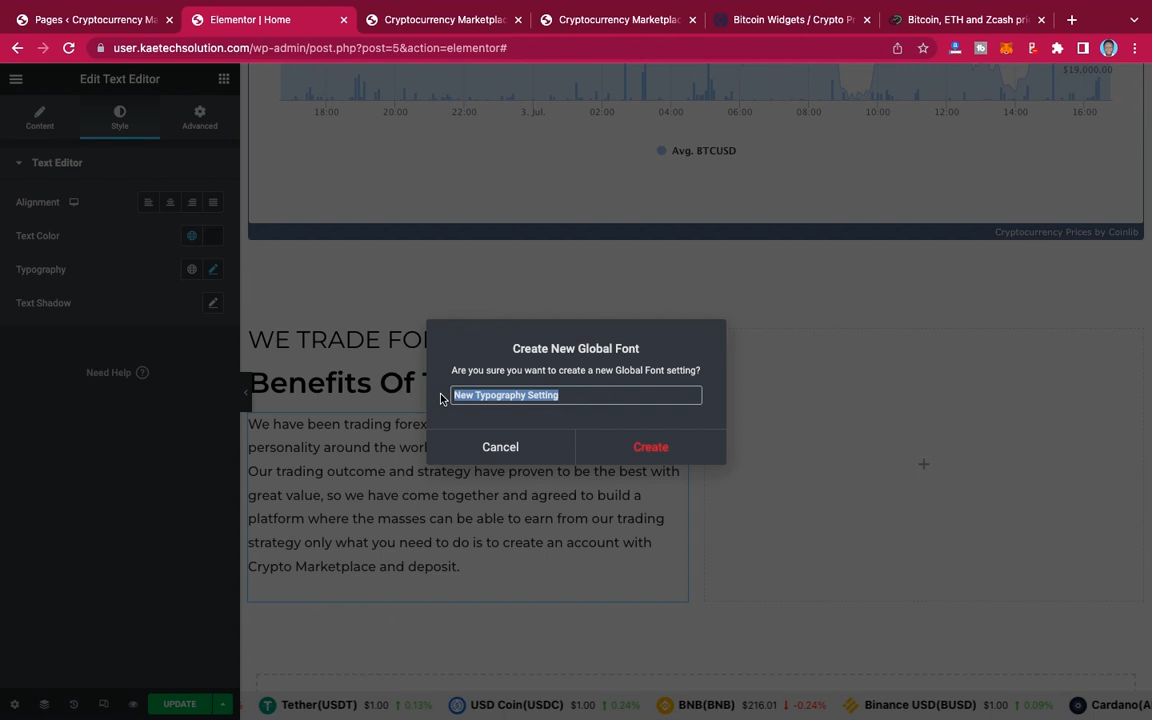 Pages ‹ Cryptocurrency Ma
Elementor | Home
Cryptocurrency Marketplac
Cryptocurrency Marketplac
Bitcoin Widgets / Crypto Pr
Bitcoin, ETH and Zcash pri
user.kaetechsolution.com/wp-admin/post.php?post=5&action=elementor#
Edit Text Editor
Content
Style
Advanced
Text Editor
Alignment
Text Color
Typography
Text Shadow
Need Help
$19,000.00
18:00 20:00 22:00 3. Jul. 02:00 04:00 06:00 08:00 10:00 12:00 14:00 16:00
Avg. BTCUSD
Cryptocurrency Prices by Coinlib
WE TRADE FO
Benefits Of T
We have been trading forex
personality around the wor
Our trading outcome and strategy have proven to be the best with
great value, so we have come together and agreed to build a
platform where the masses can be able to earn from our trading
strategy only what you need to do is to create an account with
Crypto Marketplace and deposit.
Create New Global Font
Are you sure you want to create a new Global Font setting?
New Typography Setting
Cancel
Create
UPDATE
Tether(USDT) $1.00 ↑ 0.13%
USD Coin(USDC) $1.00 ↑ 0.24%
BNB(BNB) $216.01 ↓ -0.24%
Binance USD(BUSD) $1.00 ↑ 0.09%
Cardano(A